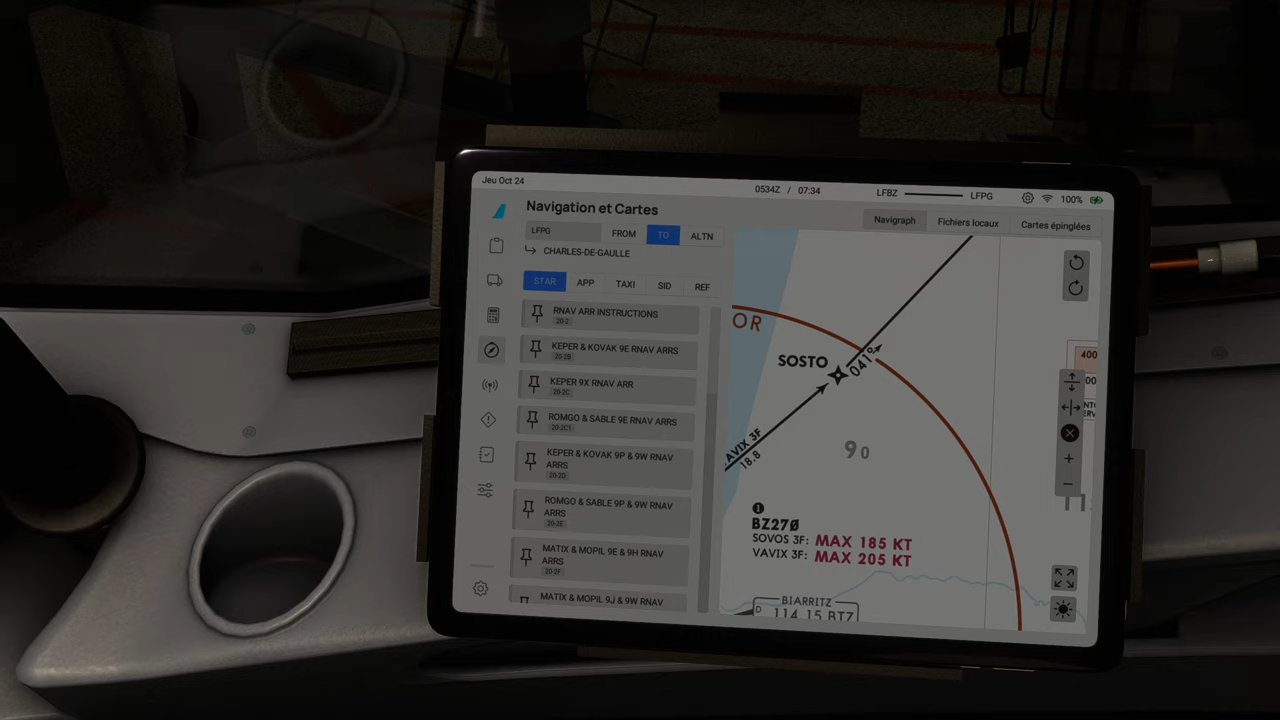 Jeu Oct 24
0534Z / 07:34
LFBZ
LFPG
100%
Navigation et Cartes
Navigraph
Fichiers locaux
Cartes épinglées
LFPG
FROM
TO
ALTN
CHARLES-DE-GAULLE
STAR
APP
TAXI
SID
REF
RNAV ARR INSTRUCTIONS
20-2
KEPER & KOVAK 9E RNAV ARRS
20-2B
KEPER 9X RNAV ARR
20-2C
ROMGO & SABLE 9E RNAV ARRS
20-2C1
KEPER & KOVAK 9P & 9W RNAV
ARRS
20-2D
ROMGO & SABLE 9P & 9W RNAV
ARRS
20-2E
MATIX & MOPIL 9E & 9H RNAV
ARRS
20-2F
MATIX & MOPIL 9J & 9W RNAV
OR
SOSTO
041°
AVIX 3F
18.8
90
400
1
BZ270
SOVOS 3F: MAX 185 KT
VAVIX 3F: MAX 205 KT
BIARRITZ
D 114.15 BTZ